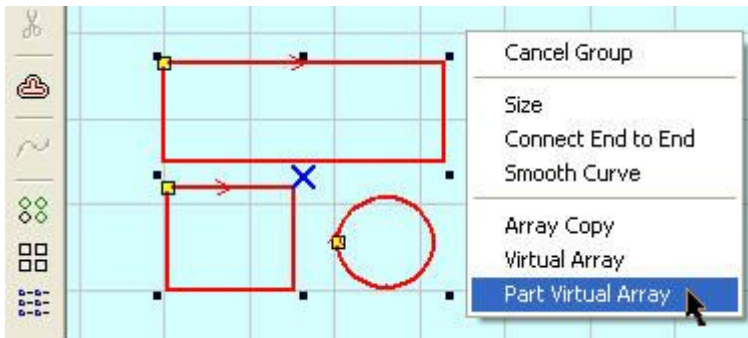 Cancel Group
Size
Connect End to End
Smooth Curve
Array Copy
Virtual Array
Part Virtual Array